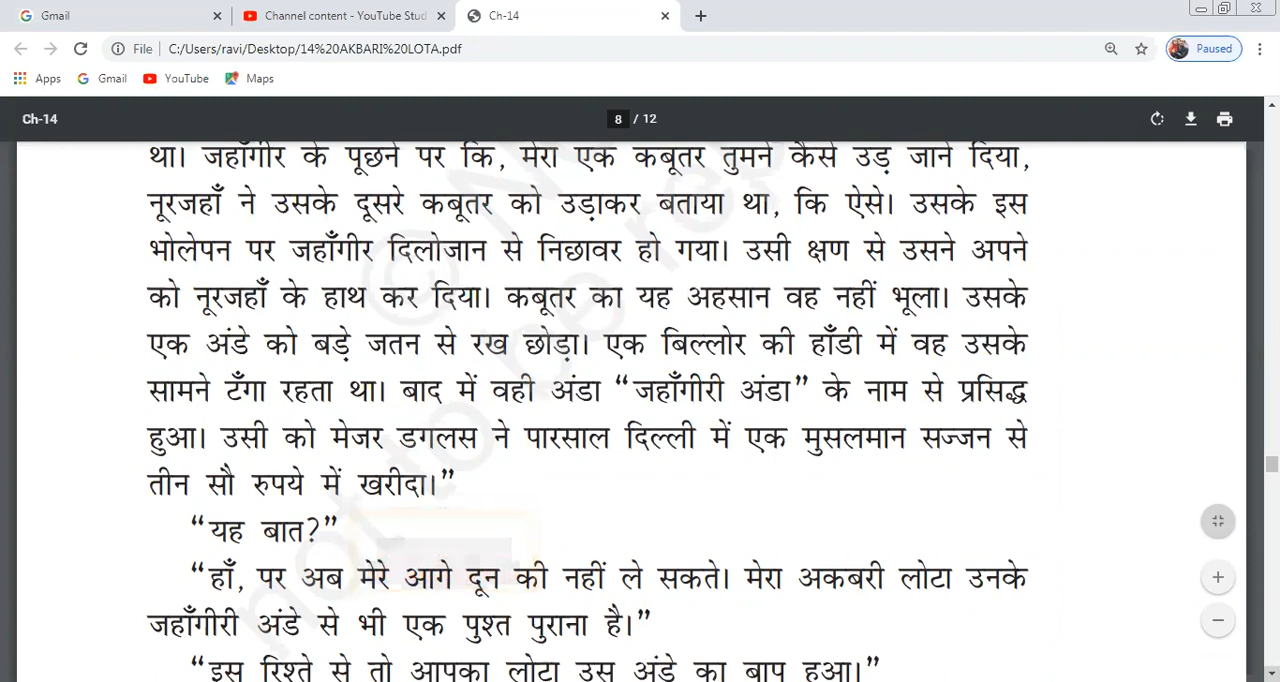 Gmail
Channel content - YouTube Stud
Ch-14
File
C:/Users/ravi/Desktop/14%20AKBARI%20LOTA.pdf
Paused
Apps
Gmail
YouTube
Maps
Ch-14
8 / 12
था। जहाँगीर के पूछने पर कि, मेरा एक कबूतर तुमने कैसे उड़ जाने दिया,
नूरजहाँ ने उसके दूसरे कबूतर को उड़ाकर बताया था, कि ऐसे। उसके इस
भोलेपन पर जहाँगीर दिलोजान से निछावर हो गया। उसी क्षण से उसने अपने
को नूरजहाँ के हाथ कर दिया। कबूतर का यह अहसान वह नहीं भूला। उसके
एक अंडे को बड़े जतन से रख छोड़ा। एक बिल्लोर की हाँडी में वह उसके
सामने टँगा रहता था। बाद में वही अंडा “जहाँगीरी अंडा” के नाम से प्रसिद्ध
हुआ। उसी को मेजर डगलस ने पारसाल दिल्ली में एक मुसलमान सज्जन से
तीन सौ रुपये में खरीदा।”
“यह बात?”
“हाँ, पर अब मेरे आगे दून की नहीं ले सकते। मेरा अकबरी लोटा उनके
जहाँगीरी अंडे से भी एक पुश्त पुराना है।”
“इस रिश्ते से तो आपका लोटा उस अंडे का बाप हुआ।”
© N
not to be re